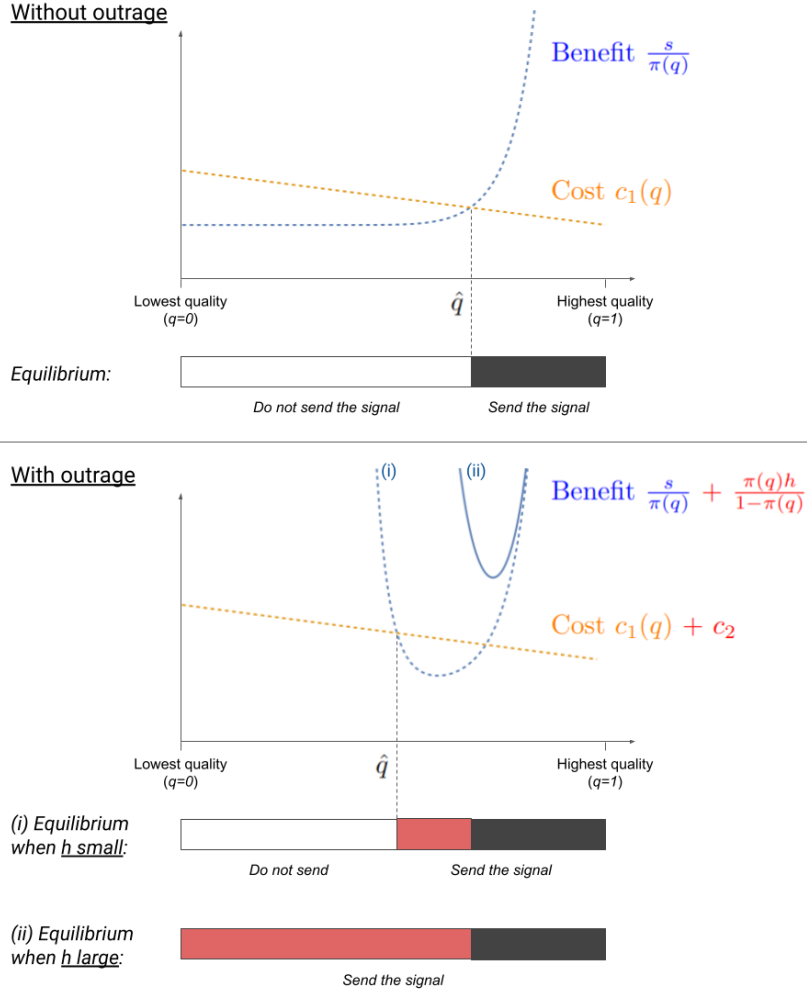 Without outrage
Benefit s/π(q)
Cost c₁(q)
Lowest quality
(q=0)
q̂
Highest quality
(q=1)
Equilibrium:
Do not send the signal
Send the signal
With outrage
(i)
(ii)
Benefit s/π(q) + π(q)h/1−π(q)
Cost c₁(q) + c₂
Lowest quality
(q=0)
q̂
Highest quality
(q=1)
(i) Equilibrium
when h small:
Do not send
Send the signal
(ii) Equilibrium
when h large:
Send the signal